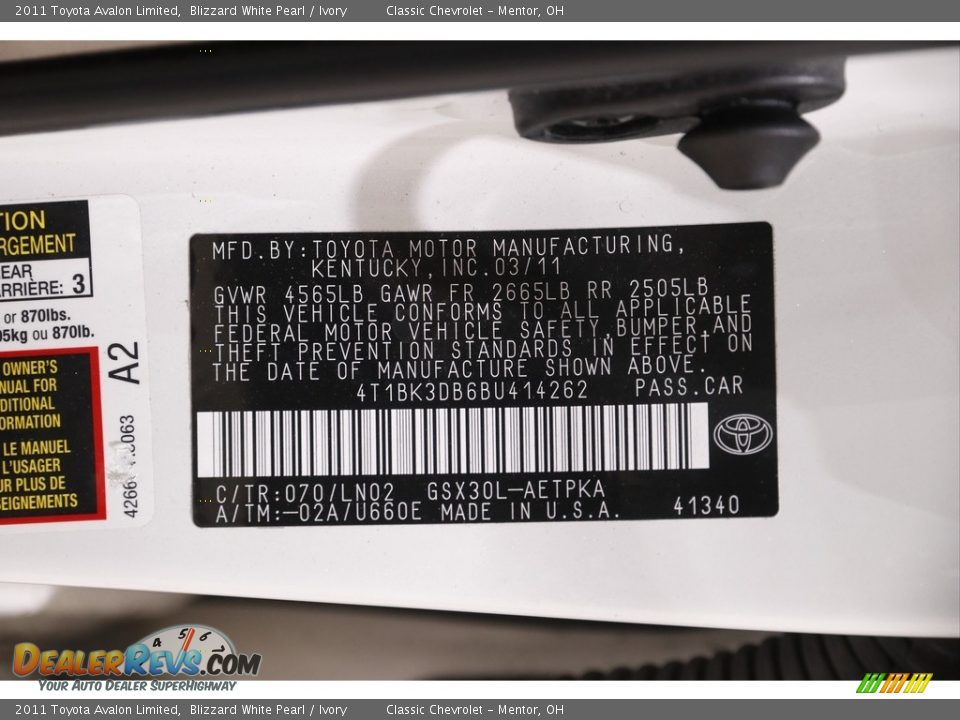 2011 Toyota Avalon Limited, Blizzard White Pearl / Ivory Classic Chevrolet - Mentor, OH
MFD.BY:TOYOTA MOTOR MANUFACTURING,
KENTUCKY,INC.03/11
GVWR 4565LB GAWR FR 2665LB RR 2505LB
THIS VEHICLE CONFORMS TO ALL APPLICABLE
FEDERAL MOTOR VEHICLE SAFETY,BUMPER,AND
THEFT PREVENTION STANDARDS IN EFFECT ON
THE DATE OF MANUFACTURE SHOWN ABOVE.
4T1BK3DB6BU414262 PASS.CAR
C/TR:070/LN02 GSX30L-AETPKA
A/TM:-02A/U660E MADE IN U.S.A. 41340
TION
RGEMENT
EAR
RRIÈRE: 3
or 870lbs.
5kg ou 870lb.
OWNER'S
NUAL FOR
DITIONAL
ORMATION
LE MANUEL
L'USAGER
UR PLUS DE
SEIGNEMENTS
A2
4 5 6
DEALERREVS.COM
YOUR AUTO DEALER SUPERHIGHWAY
2011 Toyota Avalon Limited, Blizzard White Pearl / Ivory Classic Chevrolet - Mentor, OH